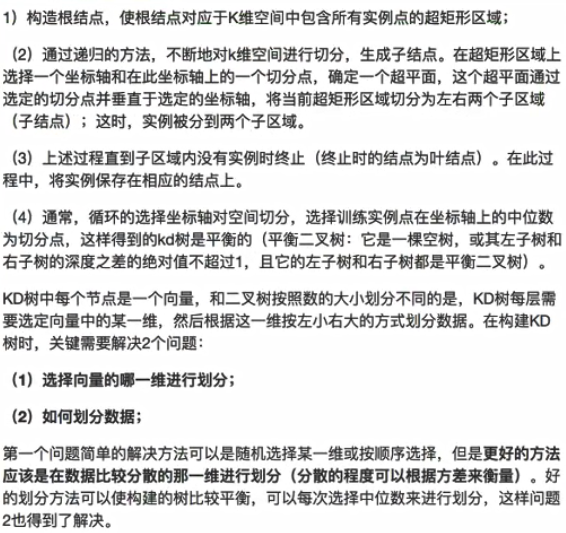 1）构造根结点，使根结点对应于K维空间中包含所有实例点的超矩形区域；
（2）通过递归的方法，不断地对k维空间进行切分，生成子结点。在超矩形区域上
选择一个坐标轴和在此坐标轴上的一个切分点，确定一个超平面，这个超平面通过
选定的切分点并垂直于选定的坐标轴，将当前超矩形区域切分为左右两个子区域
（子结点）；这时，实例被分到两个子区域。
（3）上述过程直到子区域内没有实例时终止（终止时的结点为叶结点）。在此过
程中，将实例保存在相应的结点上。
（4）通常，循环的选择坐标轴对空间切分，选择训练实例点在坐标轴上的中位数
为切分点，这样得到的kd树是平衡的（平衡二叉树：它是一棵空树，或其左子树和
右子树的深度之差的绝对值不超过1，且它的左子树和右子树都是平衡二叉树）。
KD树中每个节点是一个向量，和二叉树按照数的大小划分不同的是，KD树每层需
要选定向量中的某一维，然后根据这一维按左小右大的方式划分数据。在构建KD
树时，关键需要解决2个问题：
（1）选择向量的哪一维进行划分；
（2）如何划分数据；
第一个问题简单的解决方法可以是随机选择某一维或按顺序选择，但是更好的方法
应该是在数据比较分散的那一维进行划分（分散的程度可以根据方差来衡量）。好
的划分方法可以使构建的树比较平衡，可以每次选择中位数来进行划分，这样问题
2也得到了解决。